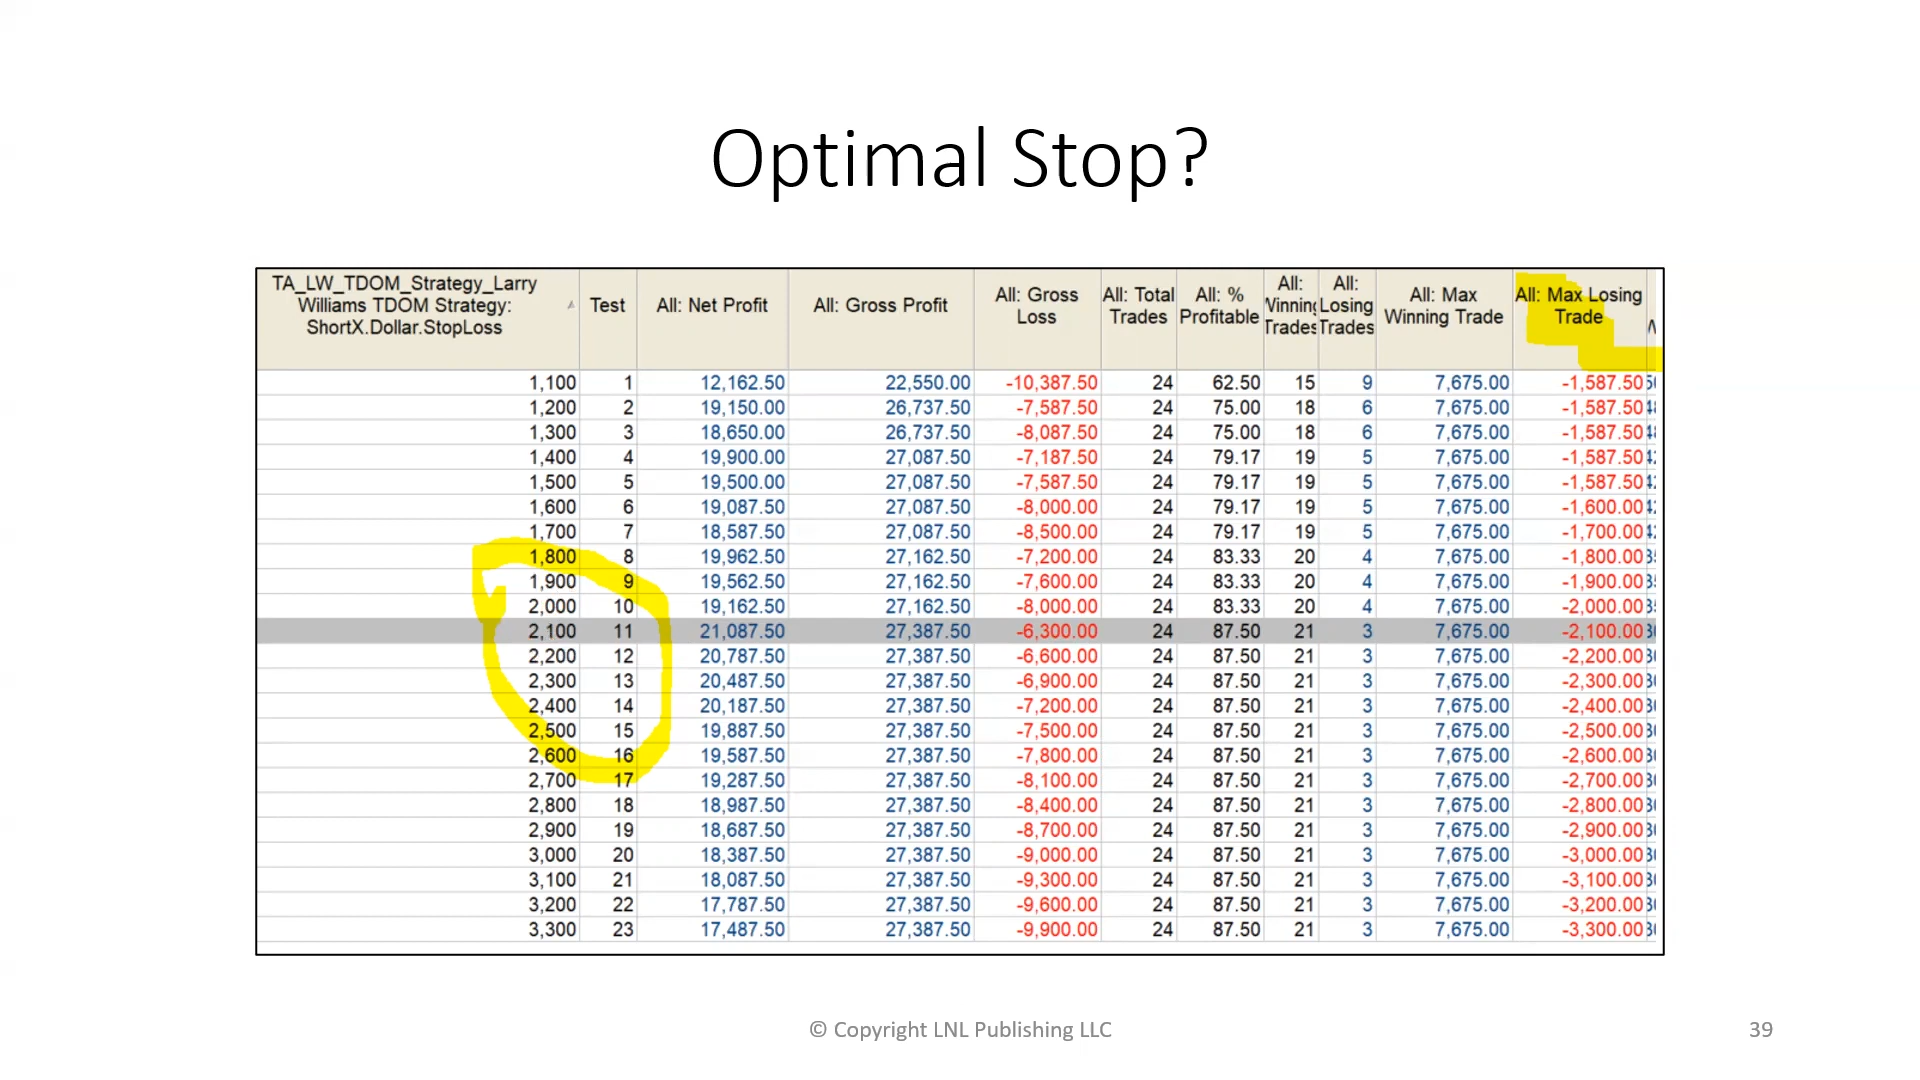 Optimal Stop?
TA_LW_TDOM_Strategy_Larry Williams TDOM Strategy: ShortX.Dollar.StopLoss Test All: Net Profit All: Gross Profit All: Gross Loss All: Total Trades All: % Profitable All: Winning Trades All: Losing Trades All: Max Winning Trade All: Max Losing Trade
1,100 1 12,162.50 22,550.00 -10,387.50 24 62.50 15 9 7,675.00 -1,587.50
1,200 2 19,150.00 26,737.50 -7,587.50 24 75.00 18 6 7,675.00 -1,587.50
1,300 3 18,650.00 26,737.50 -8,087.50 24 75.00 18 6 7,675.00 -1,587.50
1,400 4 19,900.00 27,087.50 -7,187.50 24 79.17 19 5 7,675.00 -1,587.50
1,500 5 19,500.00 27,087.50 -7,587.50 24 79.17 19 5 7,675.00 -1,587.50
1,600 6 19,087.50 27,087.50 -8,000.00 24 79.17 19 5 7,675.00 -1,600.00
1,700 7 18,587.50 27,087.50 -8,500.00 24 79.17 19 5 7,675.00 -1,700.00
1,800 8 19,962.50 27,162.50 -7,200.00 24 83.33 20 4 7,675.00 -1,800.00
1,900 9 19,562.50 27,162.50 -7,600.00 24 83.33 20 4 7,675.00 -1,900.00
2,000 10 19,162.50 27,162.50 -8,000.00 24 83.33 20 4 7,675.00 -2,000.00
2,100 11 21,087.50 27,387.50 -6,300.00 24 87.50 21 3 7,675.00 -2,100.00
2,200 12 20,787.50 27,387.50 -6,600.00 24 87.50 21 3 7,675.00 -2,200.00
2,300 13 20,487.50 27,387.50 -6,900.00 24 87.50 21 3 7,675.00 -2,300.00
2,400 14 20,187.50 27,387.50 -7,200.00 24 87.50 21 3 7,675.00 -2,400.00
2,500 15 19,887.50 27,387.50 -7,500.00 24 87.50 21 3 7,675.00 -2,500.00
2,600 16 19,587.50 27,387.50 -7,800.00 24 87.50 21 3 7,675.00 -2,600.00
2,700 17 19,287.50 27,387.50 -8,100.00 24 87.50 21 3 7,675.00 -2,700.00
2,800 18 18,987.50 27,387.50 -8,400.00 24 87.50 21 3 7,675.00 -2,800.00
2,900 19 18,687.50 27,387.50 -8,700.00 24 87.50 21 3 7,675.00 -2,900.00
3,000 20 18,387.50 27,387.50 -9,000.00 24 87.50 21 3 7,675.00 -3,000.00
3,100 21 18,087.50 27,387.50 -9,300.00 24 87.50 21 3 7,675.00 -3,100.00
3,200 22 17,787.50 27,387.50 -9,600.00 24 87.50 21 3 7,675.00 -3,200.00
3,300 23 17,487.50 27,387.50 -9,900.00 24 87.50 21 3 7,675.00 -3,300.00
© Copyright LNL Publishing LLC
39